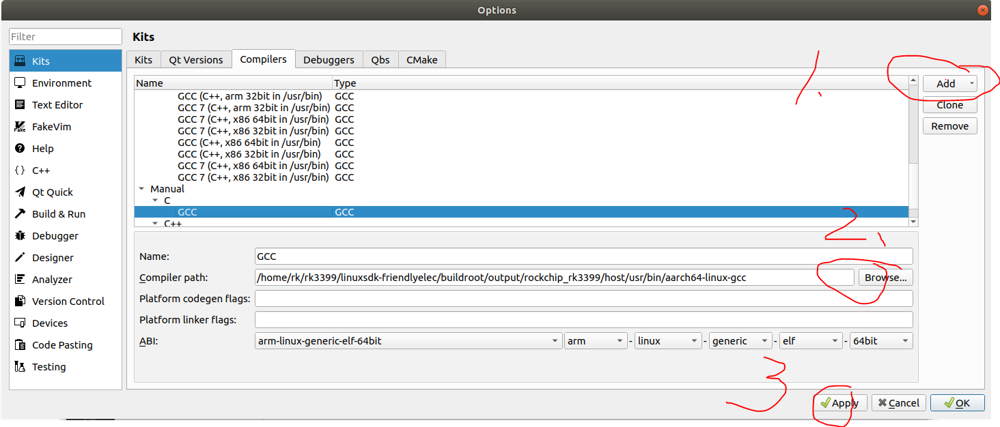 Options
Filter
Kits
Environment
Text Editor
FakeVim
Help
C++
Qt Quick
Build & Run
Debugger
Designer
Analyzer
Version Control
Devices
Code Pasting
Testing
Kits
Kits Qt Versions Compilers Debuggers Qbs CMake
Name Type
GCC (C++, arm 32bit in /usr/bin) GCC
GCC 7 (C++, arm 32bit in /usr/bin) GCC
GCC 7 (C++, x86 64bit in /usr/bin) GCC
GCC 7 (C++, x86 32bit in /usr/bin) GCC
GCC (C++, x86 64bit in /usr/bin) GCC
GCC (C++, x86 32bit in /usr/bin) GCC
GCC 7 (C++, x86 64bit in /usr/bin) GCC
GCC 7 (C++, x86 32bit in /usr/bin) GCC
Manual
C
GCC GCC
C++
1.
Add
Clone
Remove
2、
Name: GCC
Compiler path: /home/rk/rk3399/linuxsdk-friendlyelec/buildroot/output/rockchip_rk3399/host/usr/bin/aarch64-linux-gcc Browse...
Platform codegen flags:
Platform linker flags:
ABI: arm-linux-generic-elf-64bit arm - linux - generic - elf - 64bit
3
Apply Cancel OK